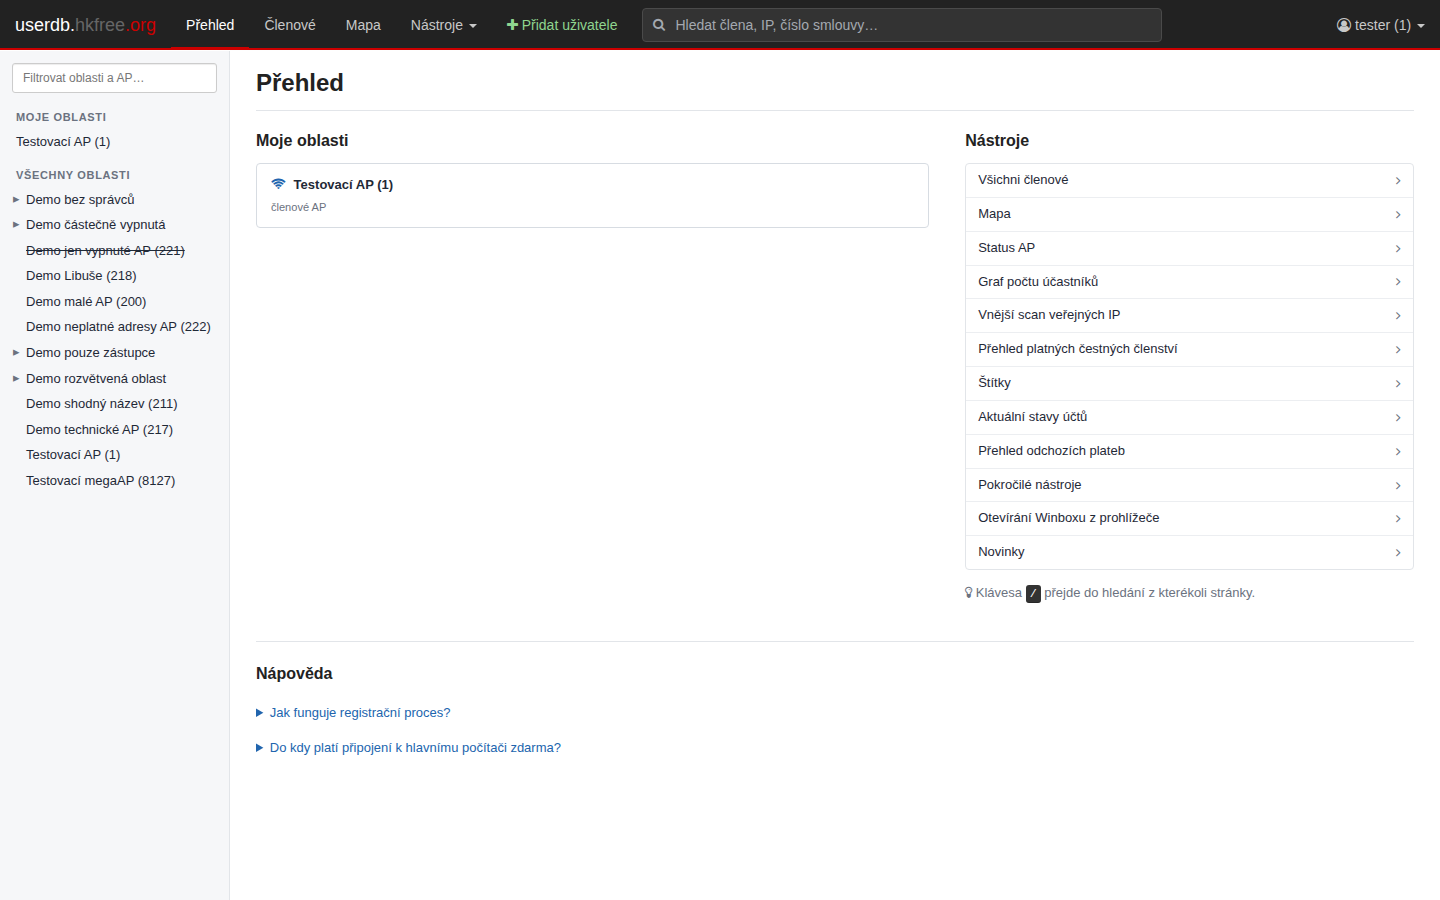 userdb.hkfree.org
Přehled
Členové
Mapa
Nástroje
Přidat uživatele
Hledat člena, IP, číslo smlouvy…
tester (1)
Filtrovat oblasti a AP…
MOJE OBLASTI
Testovací AP (1)
VŠECHNY OBLASTI
Demo bez správců
Demo částečně vypnutá
Demo jen vypnuté AP (221)
Demo Libuše (218)
Demo malé AP (200)
Demo neplatné adresy AP (222)
Demo pouze zástupce
Demo rozvětvená oblast
Demo shodný název (211)
Demo technické AP (217)
Testovací AP (1)
Testovací megaAP (8127)
Přehled
Moje oblasti
Testovací AP (1)
členové AP
Nástroje
Všichni členové
Mapa
Status AP
Graf počtu účastníků
Vnější scan veřejných IP
Přehled platných čestných členství
Štítky
Aktuální stavy účtů
Přehled odchozích plateb
Pokročilé nástroje
Otevírání Winboxu z prohlížeče
Novinky
Klávesa / přejde do hledání z kterékoli stránky.
Nápověda
Jak funguje registrační proces?
Do kdy platí připojení k hlavnímu počítači zdarma?